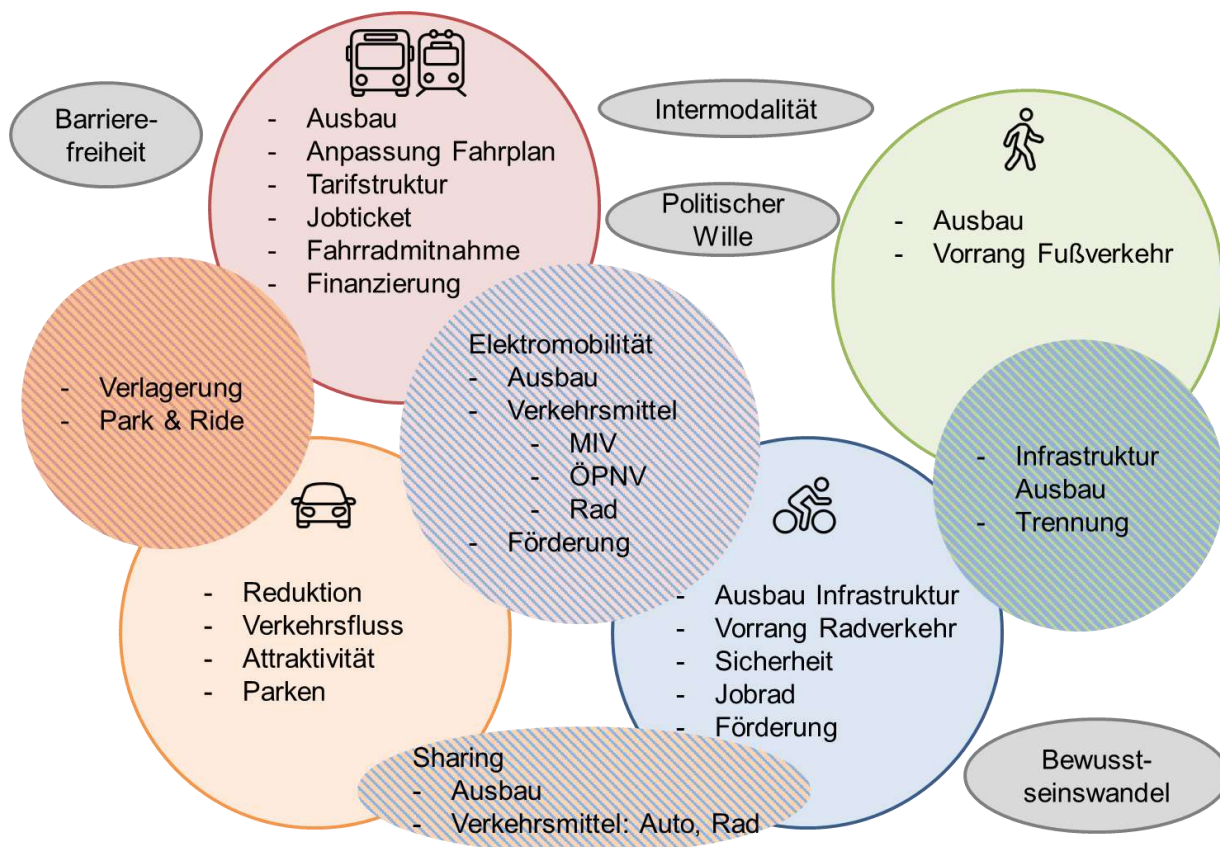 Barriere-
freiheit
- Ausbau
- Anpassung Fahrplan
- Tarifstruktur
- Jobticket
- Fahrradmitnahme
- Finanzierung
Intermodalität
Politischer
Wille
- Ausbau
- Vorrang Fußverkehr
- Verlagerung
- Park & Ride
Elektromobilität
- Ausbau
- Verkehrsmittel
- MIV
- ÖPNV
- Rad
- Förderung
- Infrastruktur
Ausbau
- Trennung
- Reduktion
- Verkehrsfluss
- Attraktivität
- Parken
- Ausbau Infrastruktur
- Vorrang Radverkehr
- Sicherheit
- Jobrad
- Förderung
Sharing
- Ausbau
- Verkehrsmittel: Auto, Rad
Bewusst-
seinswandel